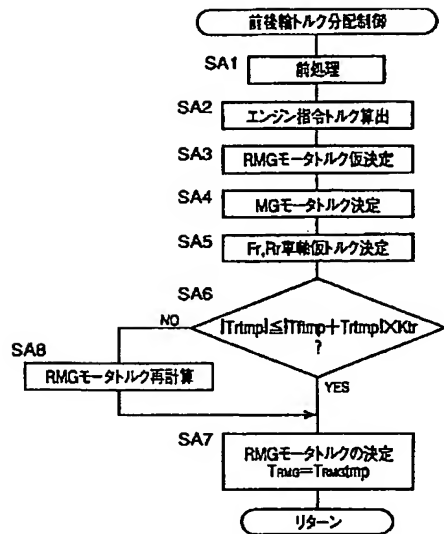 前後輪トルク分配制御
SA1
前処理
SA2
エンジン指令トルク算出
SA3
RMGモータトルク仮決定
SA4
MGモータトルク決定
SA5
Fr,Rr車輪仮トルク決定
SA6
|Trtmp|≦|Tftmp+Trtmp|×Ktr
?
NO
SA8
RMGモータトルク再計算
YES
SA7
RMGモータトルクの決定
TRMG=TRMGtmp
リターン